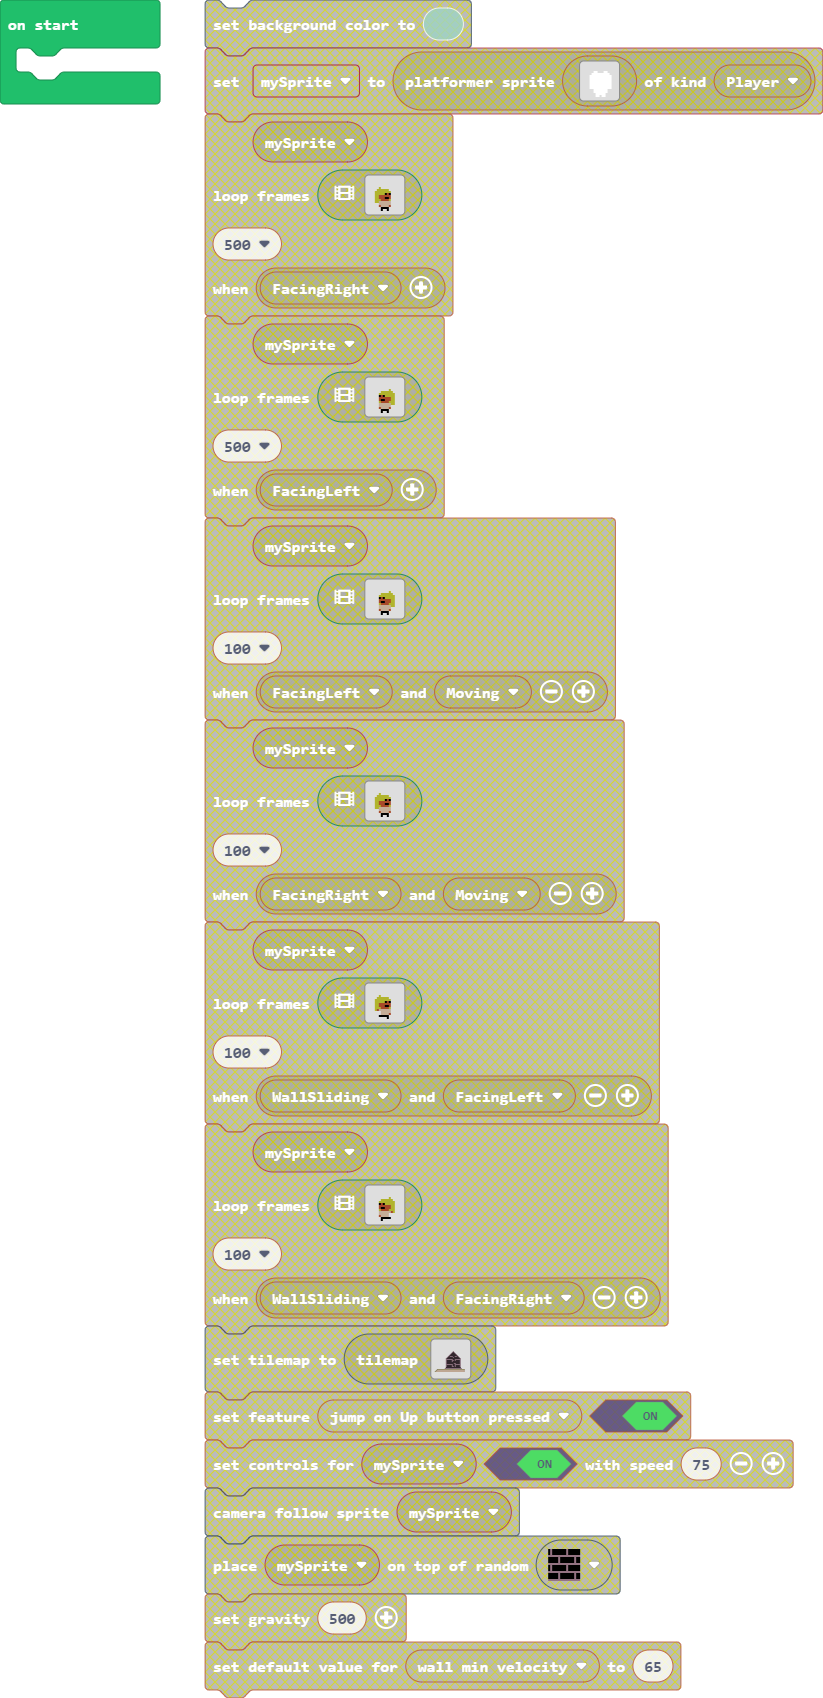 on start
set background color to
set mySprite to platformer sprite of kind Player
mySprite
loop frames
500
when FacingRight
mySprite
loop frames
500
when FacingLeft
mySprite
loop frames
100
when FacingLeft and Moving
mySprite
loop frames
100
when FacingRight and Moving
mySprite
loop frames
100
when WallSliding and FacingLeft
mySprite
loop frames
100
when WallSliding and FacingRight
set tilemap to tilemap
set feature jump on Up button pressed ON
set controls for mySprite ON with speed 75
camera follow sprite mySprite
place mySprite on top of random
set gravity 500
set default value for wall min velocity to 65